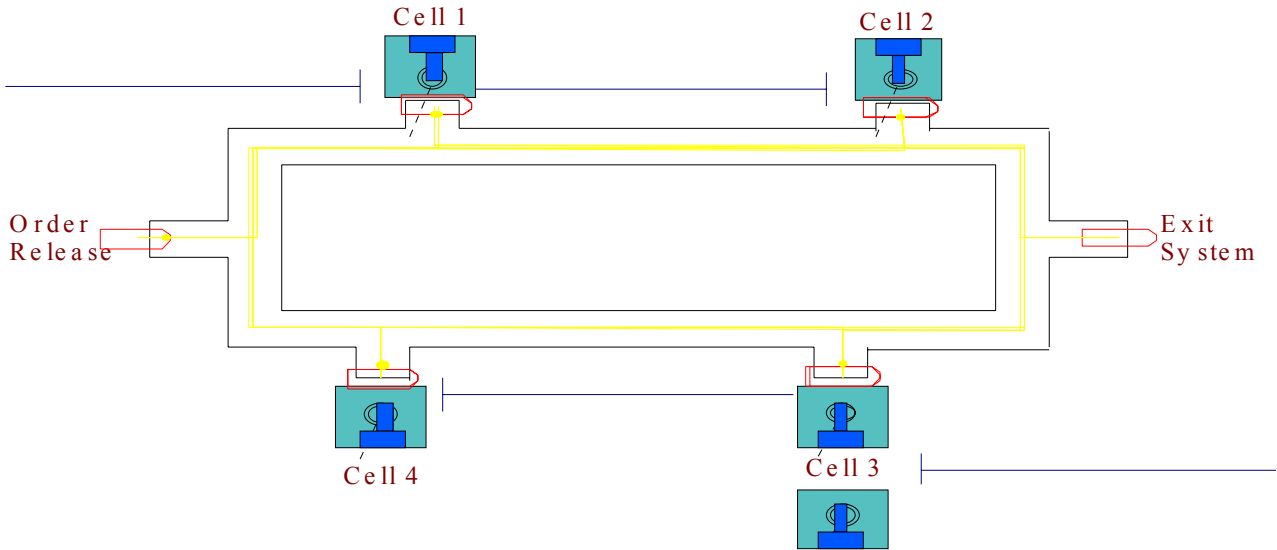 Cell 1
Cell 2
Order
Release
Exit
System
Cell 4
Cell 3